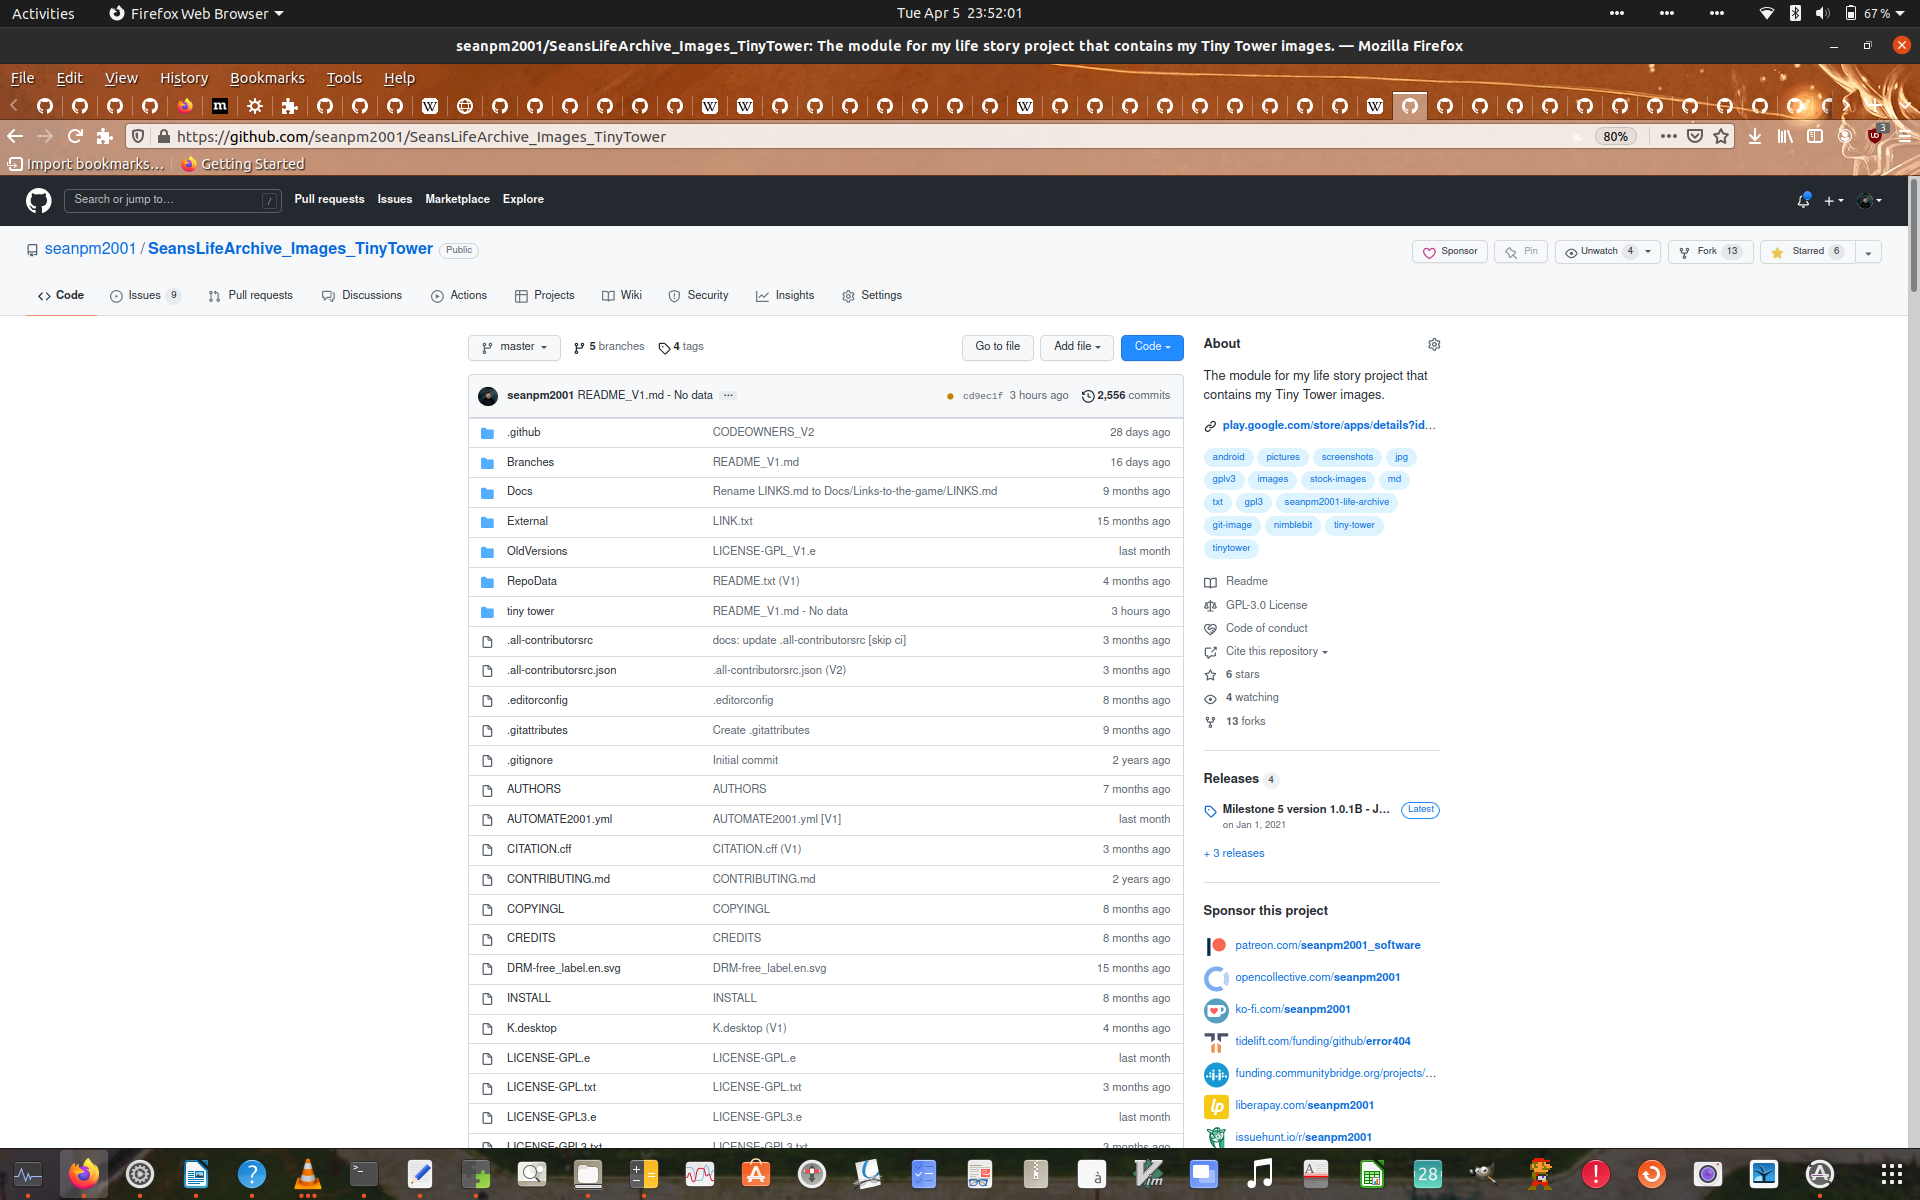 Activities Firefox Web Browser Tue Apr 5 23:52:01 67 %
seanpm2001/SeansLifeArchive_Images_TinyTower: The module for my life story project that contains my Tiny Tower images. — Mozilla Firefox
File Edit View History Bookmarks Tools Help
https://github.com/seanpm2001/SeansLifeArchive_Images_TinyTower 80% 3
Import bookmarks… Getting Started
Search or jump to… / Pull requests Issues Marketplace Explore
seanpm2001 / SeansLifeArchive_Images_TinyTower Public Sponsor Pin Unwatch 4 Fork 13 Starred 6
Code Issues 9 Pull requests Discussions Actions Projects Wiki Security Insights Settings
master 5 branches 4 tags Go to file Add file Code
seanpm2001 README_V1.md - No data cd9ec1f 3 hours ago 2,556 commits
.github CODEOWNERS_V2 28 days ago
Branches README_V1.md 16 days ago
Docs Rename LINKS.md to Docs/Links-to-the-game/LINKS.md 9 months ago
External LINK.txt 15 months ago
OldVersions LICENSE-GPL_V1.e last month
RepoData README.txt (V1) 4 months ago
tiny tower README_V1.md - No data 3 hours ago
.all-contributorsrc docs: update .all-contributorsrc [skip ci] 3 months ago
.all-contributorsrc.json .all-contributorsrc.json (V2) 3 months ago
.editorconfig .editorconfig 8 months ago
.gitattributes Create .gitattributes 9 months ago
.gitignore Initial commit 2 years ago
AUTHORS AUTHORS 7 months ago
AUTOMATE2001.yml AUTOMATE2001.yml [V1] last month
CITATION.cff CITATION.cff (V1) 3 months ago
CONTRIBUTING.md CONTRIBUTING.md 2 years ago
COPYINGL COPYINGL 8 months ago
CREDITS CREDITS 8 months ago
DRM-free_label.en.svg DRM-free_label.en.svg 15 months ago
INSTALL INSTALL 8 months ago
K.desktop K.desktop (V1) 4 months ago
LICENSE-GPL.e LICENSE-GPL.e last month
LICENSE-GPL.txt LICENSE-GPL.txt 3 months ago
LICENSE-GPL3.e LICENSE-GPL3.e last month
LICENSE-GPL3.txt LICENSE-GPL3.txt 3 months ago
About
The module for my life story project that
contains my Tiny Tower images.
play.google.com/store/apps/details?id…
android pictures screenshots jpg
gplv3 images stock-images md
txt gpl3 seanpm2001-life-archive
git-image nimblebit tiny-tower
tinytower
Readme
GPL-3.0 License
Code of conduct
Cite this repository
6 stars
4 watching
13 forks
Releases 4
Milestone 5 version 1.0.1B - J… Latest
on Jan 1, 2021
+ 3 releases
Sponsor this project
patreon.com/seanpm2001_software
opencollective.com/seanpm2001
ko-fi.com/seanpm2001
tidelift.com/funding/github/error404
funding.communitybridge.org/projects/…
liberapay.com/seanpm2001
issuehunt.io/r/seanpm2001
28